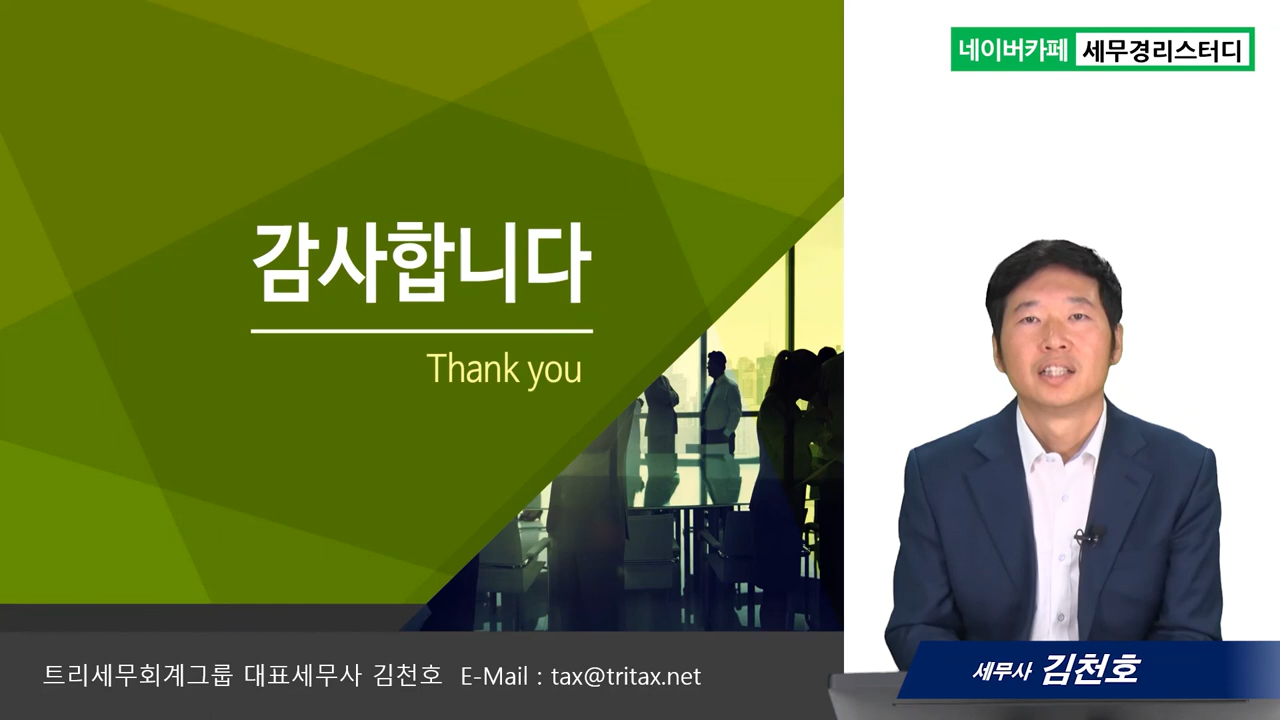 네이버카페 세무경리스터디
감사합니다
Thank you
트리세무회계그룹 대표세무사 김천호 E-Mail : tax@tritax.net
세무사 김천호